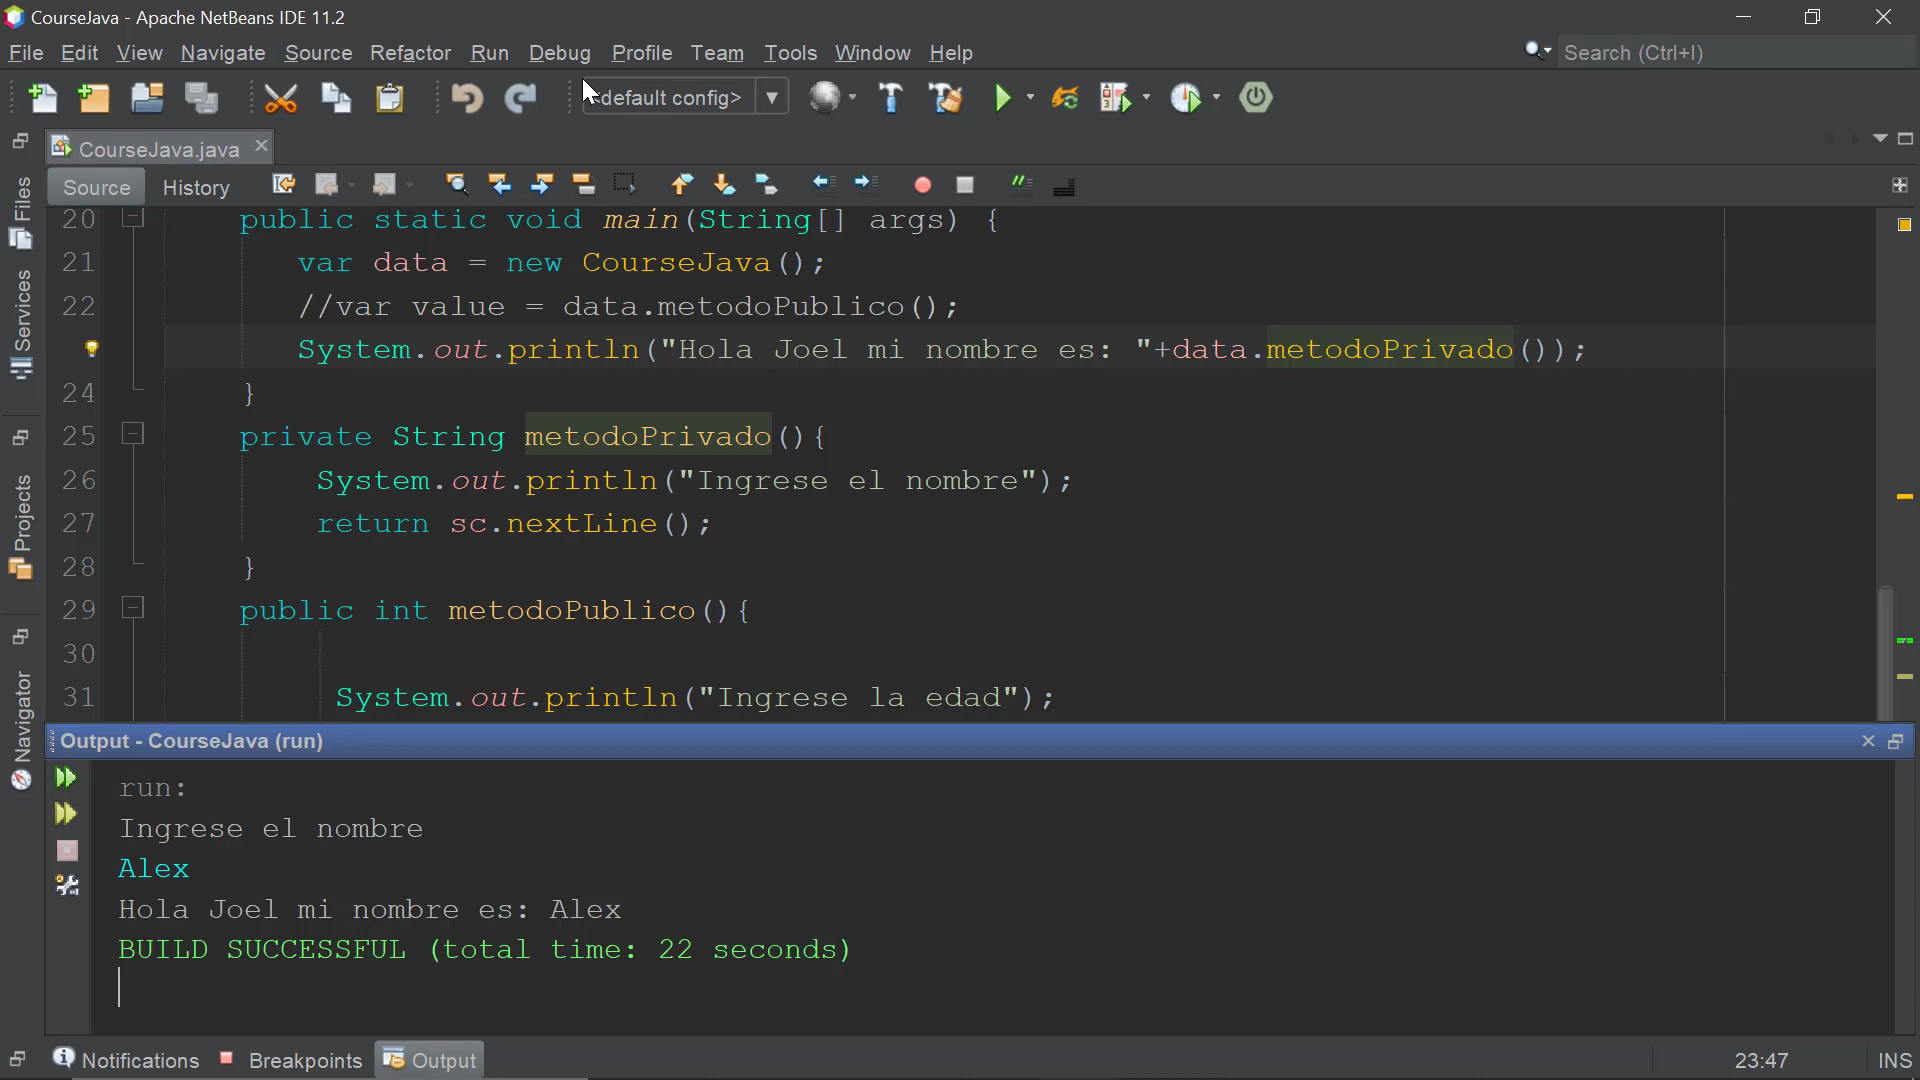 CourseJava - Apache NetBeans IDE 11.2
File Edit View Navigate Source Refactor Run Debug Profile Team Tools Window Help
Search (Ctrl+I)
default config>
CourseJava.java
Source History
Files
Services
Projects
Navigator
20 public static void main(String[] args) {
21 var data = new CourseJava();
22 //var value = data.metodoPublico();
System.out.println("Hola Joel mi nombre es: "+data.metodoPrivado());
24 }
25 private String metodoPrivado(){
26 System.out.println("Ingrese el nombre");
27 return sc.nextLine();
28 }
29 public int metodoPublico(){
30
31 System.out.println("Ingrese la edad");
Output - CourseJava (run)
run:
Ingrese el nombre
Alex
Hola Joel mi nombre es: Alex
BUILD SUCCESSFUL (total time: 22 seconds)
Notifications Breakpoints Output
23:47 INS